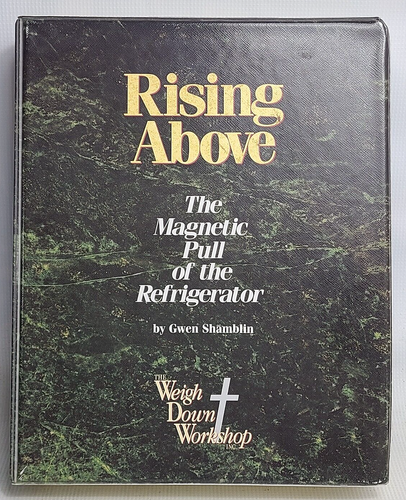 Rising
Above
The
Magnetic
Pull
of the
Refrigerator
by Gwen Shamblin
THE
Weigh
Down
Workshop
INC.